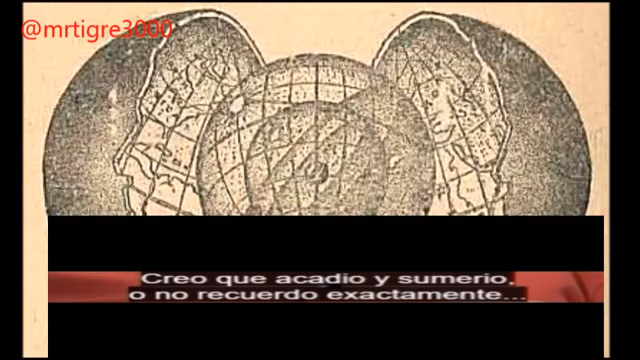 @mrtigre3000
Creo que acadio y sumerio,
o no recuerdo exactamente...